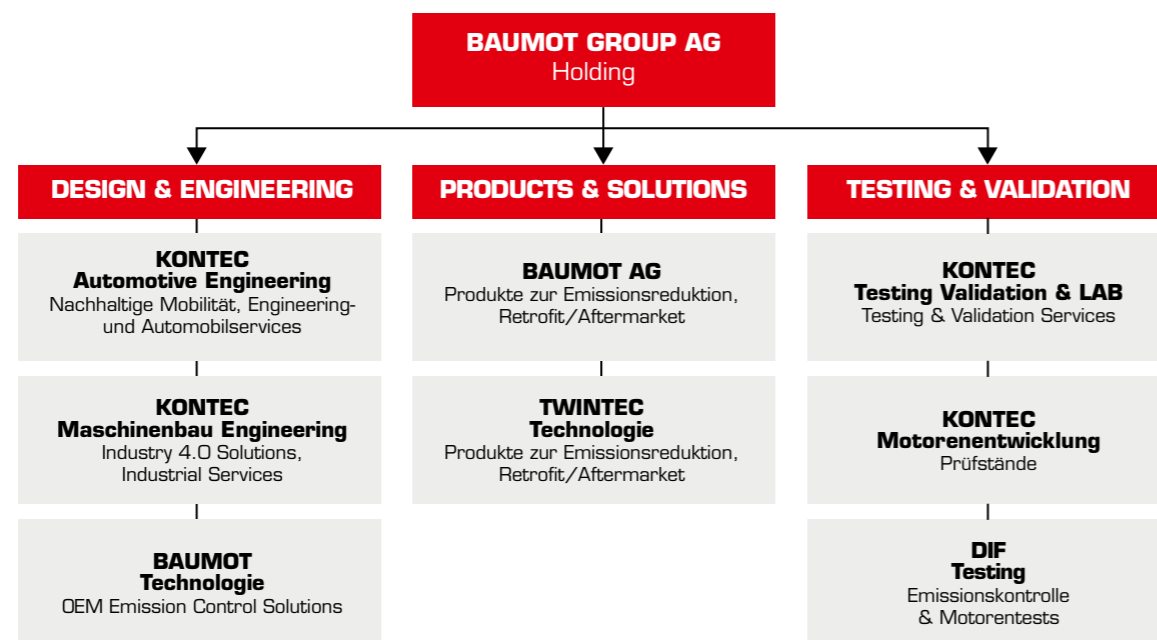 BAUMOT GROUP AG
Holding
DESIGN & ENGINEERING
KONTEC
Automotive Engineering
Nachhaltige Mobilität, Engineering-
und Automobilservices
KONTEC
Maschinenbau Engineering
Industry 4.0 Solutions,
Industrial Services
BAUMOT
Technologie
OEM Emission Control Solutions
PRODUCTS & SOLUTIONS
BAUMOT AG
Produkte zur Emissionsreduktion,
Retrofit/Aftermarket
TWINTEC
Technologie
Produkte zur Emissionsreduktion,
Retrofit/Aftermarket
TESTING & VALIDATION
KONTEC
Testing Validation & LAB
Testing & Validation Services
KONTEC
Motorenentwicklung
Prüfstände
DIF
Testing
Emissionskontrolle
& Motorentests